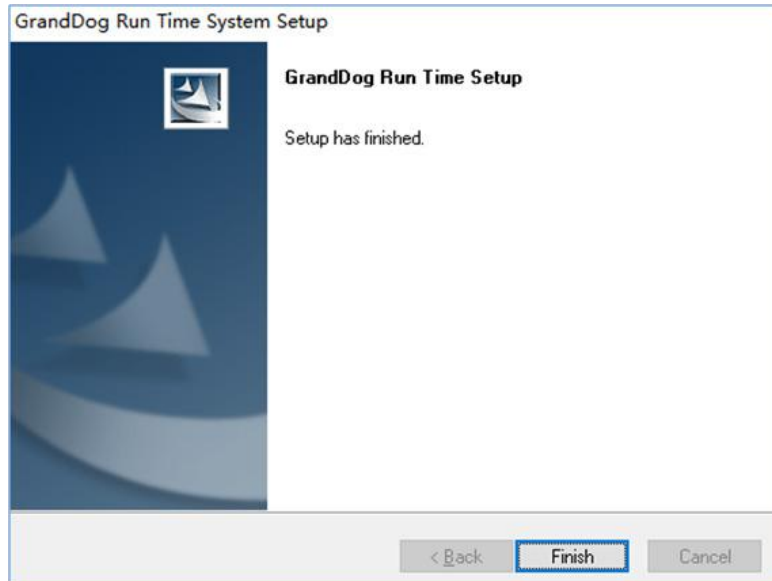 GrandDog Run Time System Setup
GrandDog Run Time Setup
Setup has finished.
< Back
Finish
Cancel